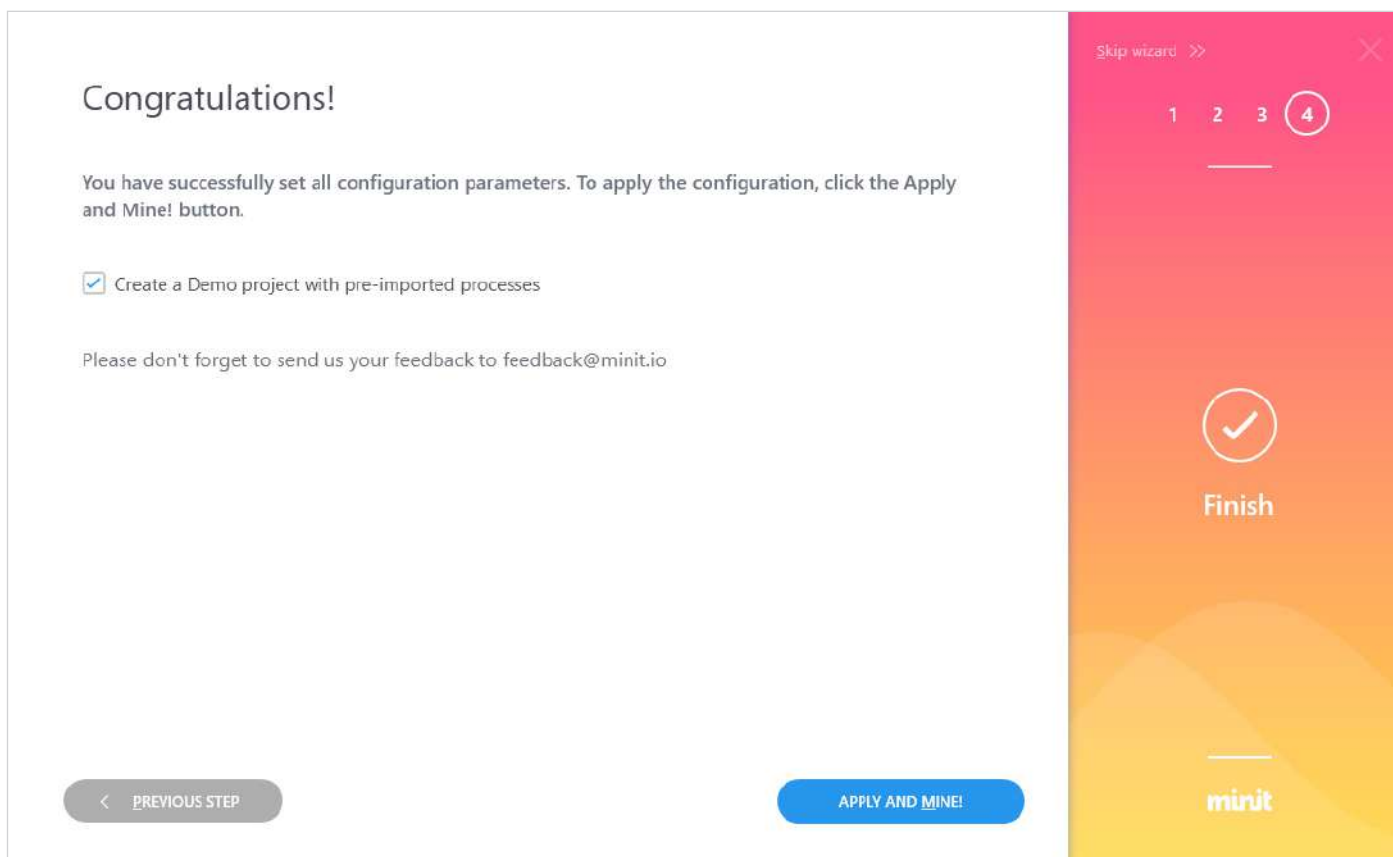 Skip wizard >>
1 2 3 4
Congratulations!
You have successfully set all configuration parameters. To apply the configuration, click the Apply
and Mine! button.
Create a Demo project with pre-imported processes
Please don't forget to send us your feedback to feedback@minit.io
Finish
< PREVIOUS STEP
APPLY AND MINE!
minit